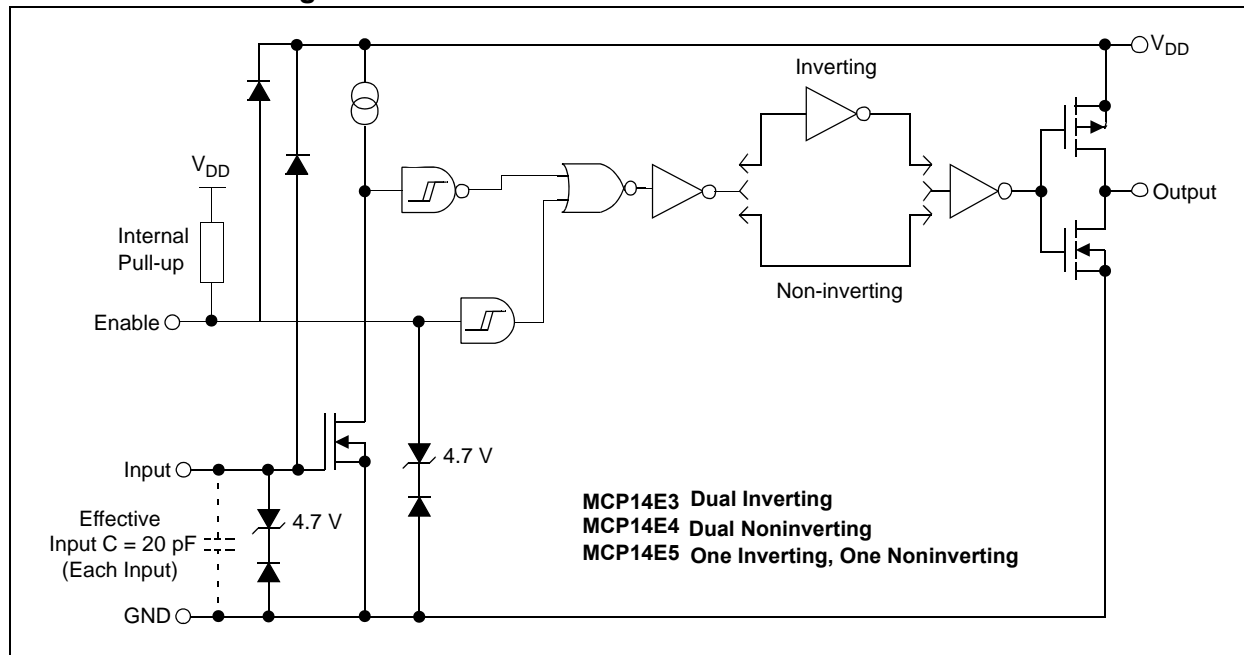 V_DD
Inverting
V_DD
Internal
Pull-up
Output
Non-inverting
Enable
4.7 V
Input
Effective
Input C = 20 pF
(Each Input)
4.7 V
MCP14E3 Dual Inverting
MCP14E4 Dual Noninverting
MCP14E5 One Inverting, One Noninverting
GND